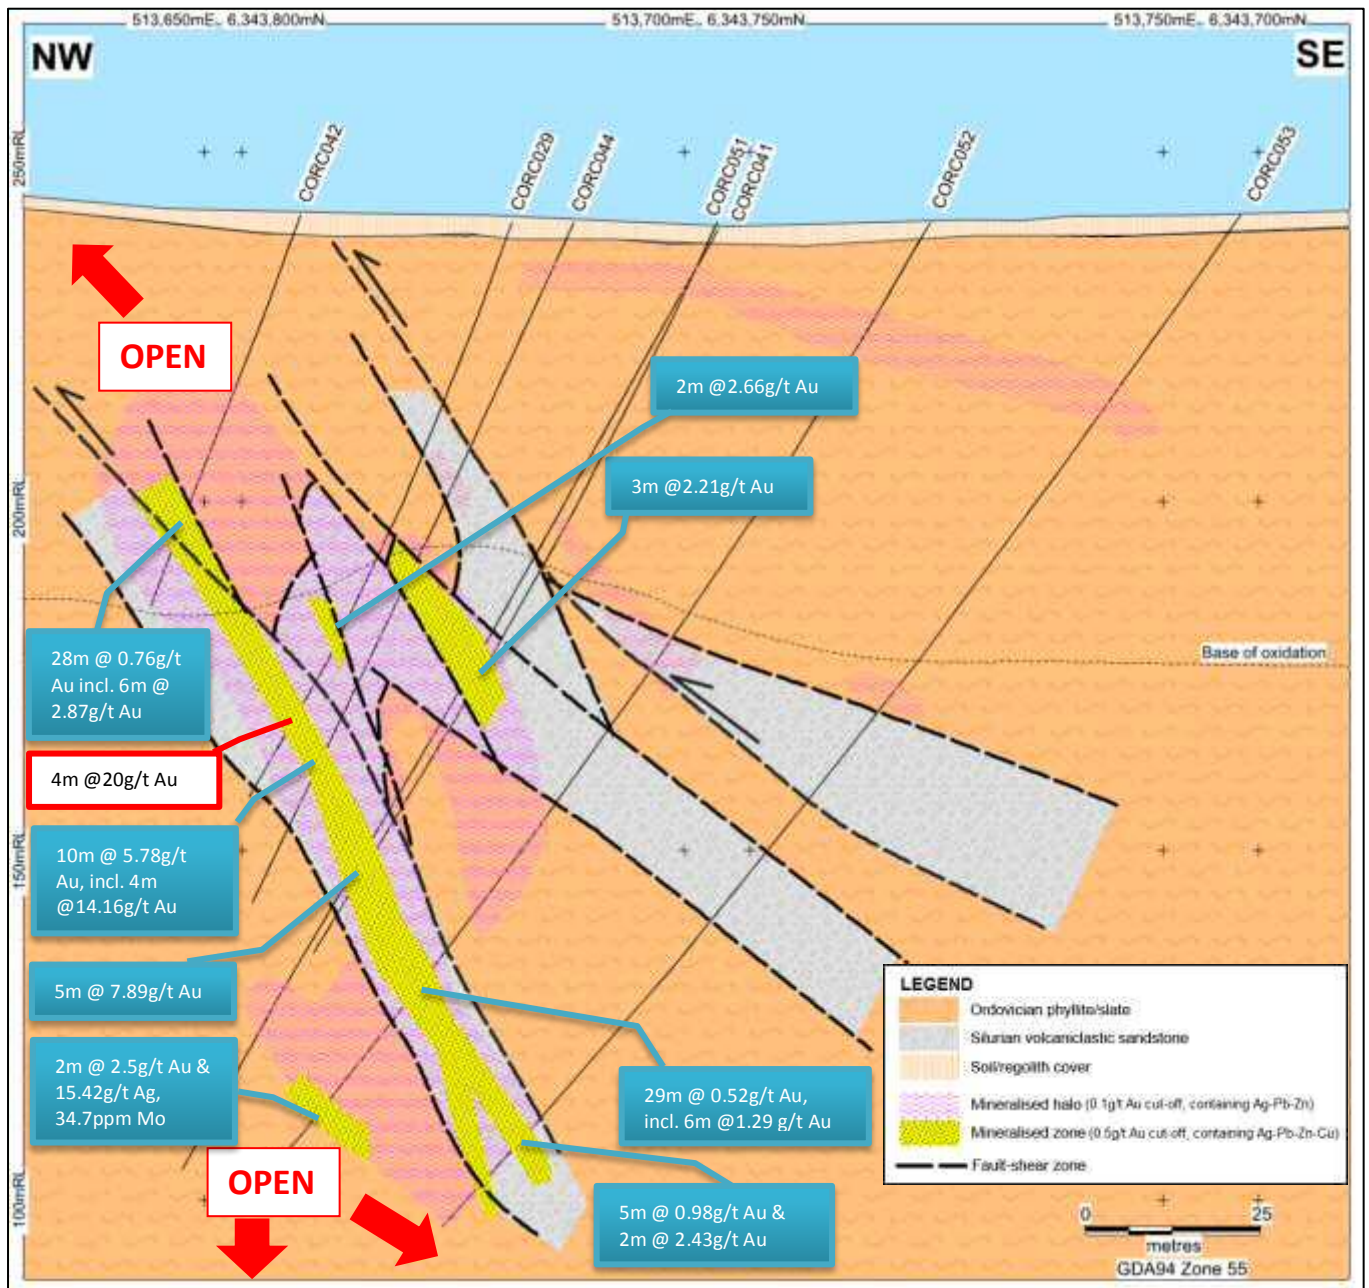 513,650mE 6,343,800mN
513,700mE 6,343,750mN
513,750mE 6,343,700mN
NW
SE
250mRL
200mRL
150mRL
100mRL
CORC042
CORC029
CORC044
CORC051
CORC041
CORC052
CORC053
OPEN
2m @2.66g/t Au
3m @2.21g/t Au
Base of oxidation
28m @ 0.76g/t
Au incl. 6m @
2.87g/t Au
4m @20g/t Au
10m @ 5.78g/t
Au, incl. 4m
@14.16g/t Au
5m @ 7.89g/t Au
2m @ 2.5g/t Au &
15.42g/t Ag,
34.7ppm Mo
OPEN
29m @ 0.52g/t Au,
incl. 6m @1.29 g/t Au
5m @ 0.98g/t Au &
2m @ 2.43g/t Au
LEGEND
Ordovician phyllite/slate
Silurian volcaniclastic sandstone
Soil/regolith cover
Mineralised halo (0.1g/t Au cut-off, containing Ag-Pb-Zn)
Mineralised zone (0.5g/t Au cut-off, containing Ag-Pb-Zn-Cu)
Fault-shear zone
0 25
metres
GDA94 Zone 55